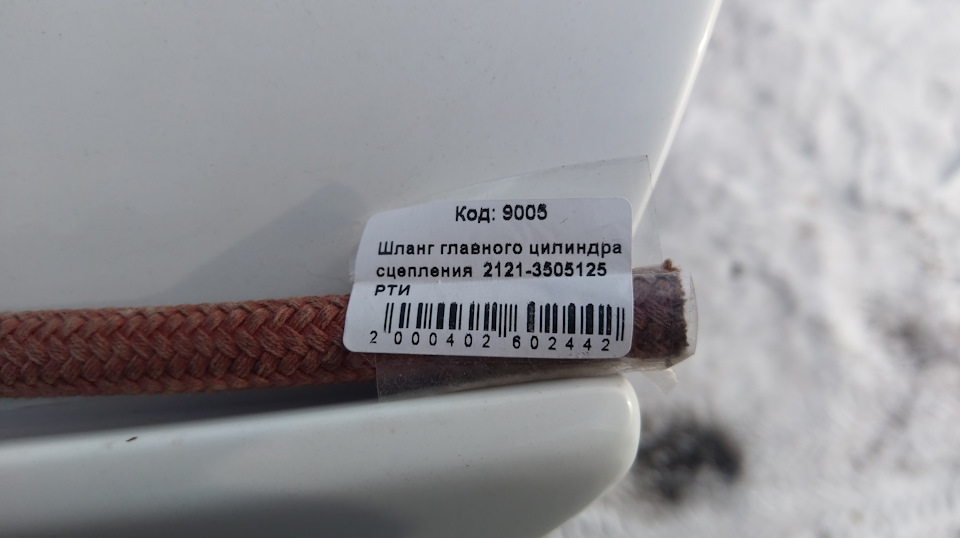 Код: 9005
Шланг главного цилиндра
сцепления 2121-3505125
РТИ
2 000402 602442